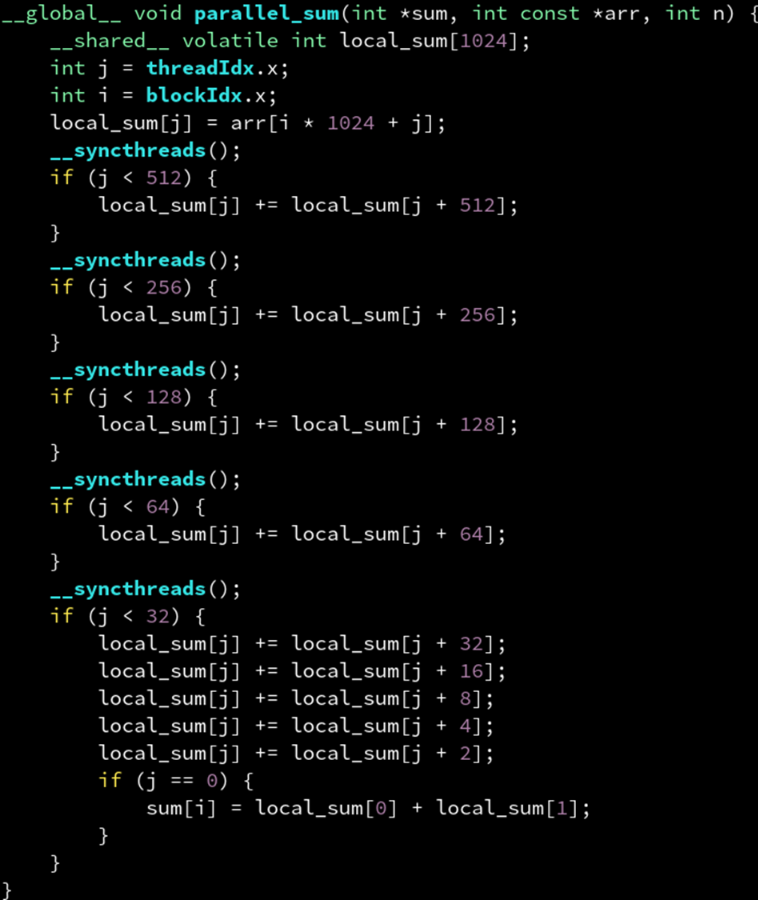 __global__ void parallel_sum(int *sum, int const *arr, int n) {
    __shared__ volatile int local_sum[1024];
    int j = threadIdx.x;
    int i = blockIdx.x;
    local_sum[j] = arr[i * 1024 + j];
    __syncthreads();
    if (j < 512) {
        local_sum[j] += local_sum[j + 512];
    }
    __syncthreads();
    if (j < 256) {
        local_sum[j] += local_sum[j + 256];
    }
    __syncthreads();
    if (j < 128) {
        local_sum[j] += local_sum[j + 128];
    }
    __syncthreads();
    if (j < 64) {
        local_sum[j] += local_sum[j + 64];
    }
    __syncthreads();
    if (j < 32) {
        local_sum[j] += local_sum[j + 32];
        local_sum[j] += local_sum[j + 16];
        local_sum[j] += local_sum[j + 8];
        local_sum[j] += local_sum[j + 4];
        local_sum[j] += local_sum[j + 2];
        if (j == 0) {
            sum[i] = local_sum[0] + local_sum[1];
        }
    }
}